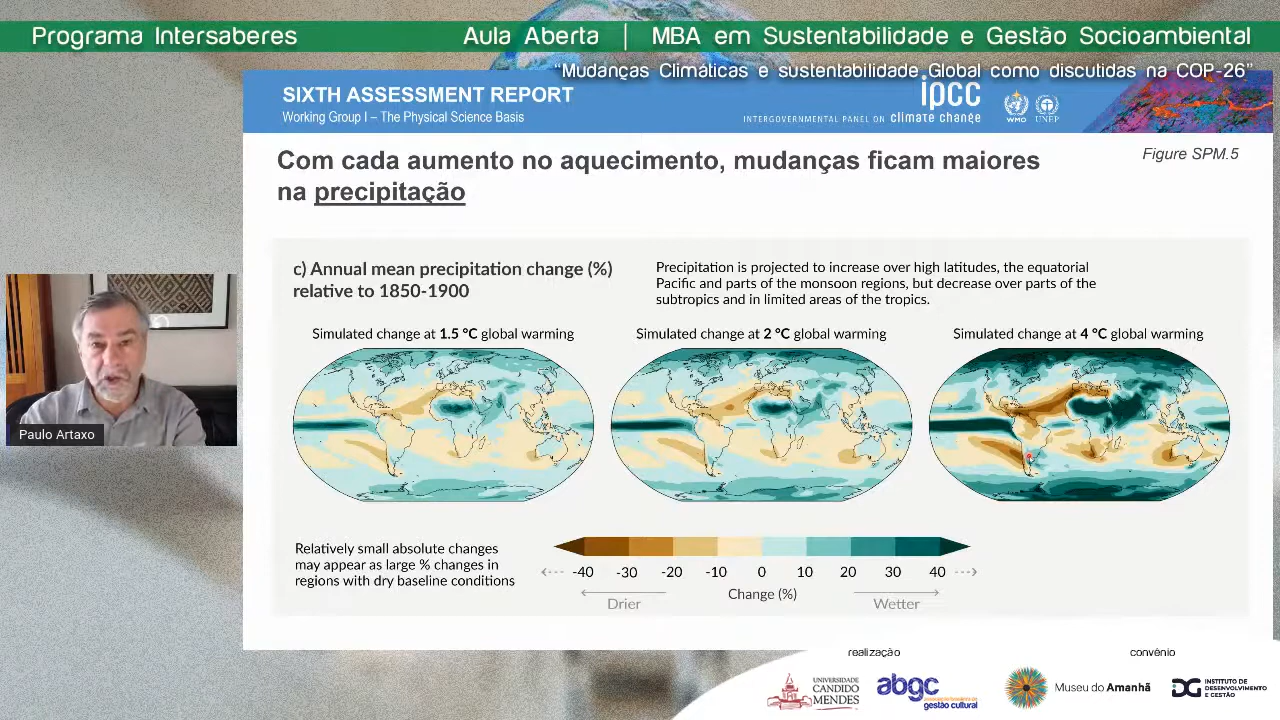 Programa Intersaberes
Aula Aberta | MBA em Sustentabilidade e Gestão Socioambiental
“Mudanças Climáticas e sustentabilidade Global como discutidas na COP-26”
SIXTH ASSESSMENT REPORT
Working Group I – The Physical Science Basis
ipcc
INTERGOVERNMENTAL PANEL ON climate change
WMO
UNEP
Com cada aumento no aquecimento, mudanças ficam maiores
na precipitação
Figure SPM.5
c) Annual mean precipitation change (%)
relative to 1850-1900
Precipitation is projected to increase over high latitudes, the equatorial
Pacific and parts of the monsoon regions, but decrease over parts of the
subtropics and in limited areas of the tropics.
Simulated change at 1.5 °C global warming
Simulated change at 2 °C global warming
Simulated change at 4 °C global warming
Paulo Artaxo
Relatively small absolute changes
may appear as large % changes in
regions with dry baseline conditions
-40 -30 -20 -10 0 10 20 30 40
Change (%)
Drier
Wetter
realização
convênio
UNIVERSIDADE
CANDIDO
MENDES
abgc
gestão cultural
Museu do Amanhã
DG
INSTITUTO DE
DESENVOLVIMENTO
E GESTÃO